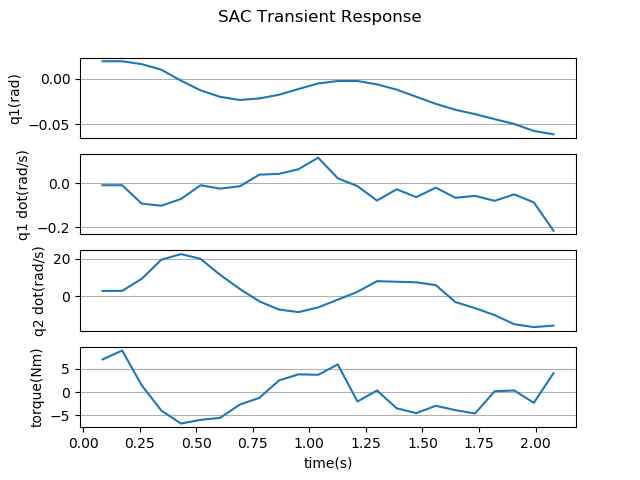 SAC Transient Response
q1(rad)
0.00
−0.05
q1 dot(rad/s)
0.0
−0.2
q2 dot(rad/s)
20
0
torque(Nm)
5
0
−5
0.00 0.25 0.50 0.75 1.00 1.25 1.50 1.75 2.00
time(s)